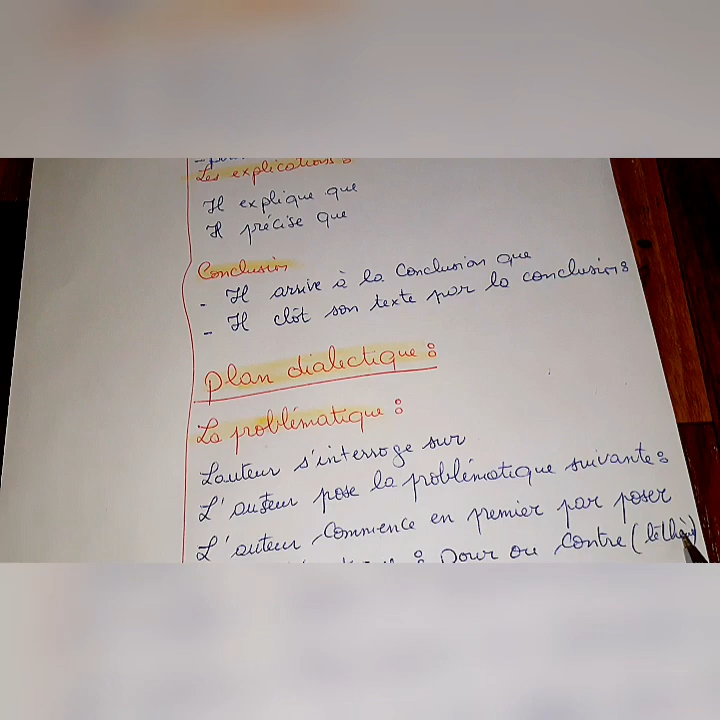 Les explications :
Il explique que
Il précise que
Conclusion
- Il arrive à la Conclusion que
- Il clôt son texte par la conclusion :
plan dialectique :
La problématique :
L'auteur s'interroge sur
L'auteur pose la problématique suivante :
L'auteur commence en premier par poser
: Pour ou contre (